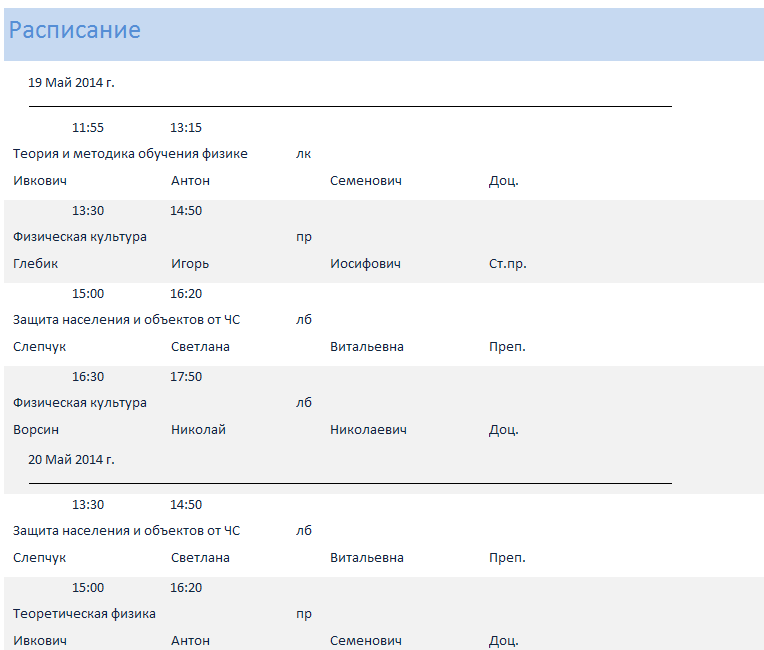 Расписание
19 Май 2014 г.
11:55 13:15
Теория и методика обучения физике лк
Ивкович Антон Семенович Доц.
13:30 14:50
Физическая культура пр
Глебик Игорь Иосифович Ст.пр.
15:00 16:20
Защита населения и объектов от ЧС лб
Слепчук Светлана Витальевна Преп.
16:30 17:50
Физическая культура лб
Ворсин Николай Николаевич Доц.
20 Май 2014 г.
13:30 14:50
Защита населения и объектов от ЧС лб
Слепчук Светлана Витальевна Преп.
15:00 16:20
Теоретическая физика пр
Ивкович Антон Семенович Доц.